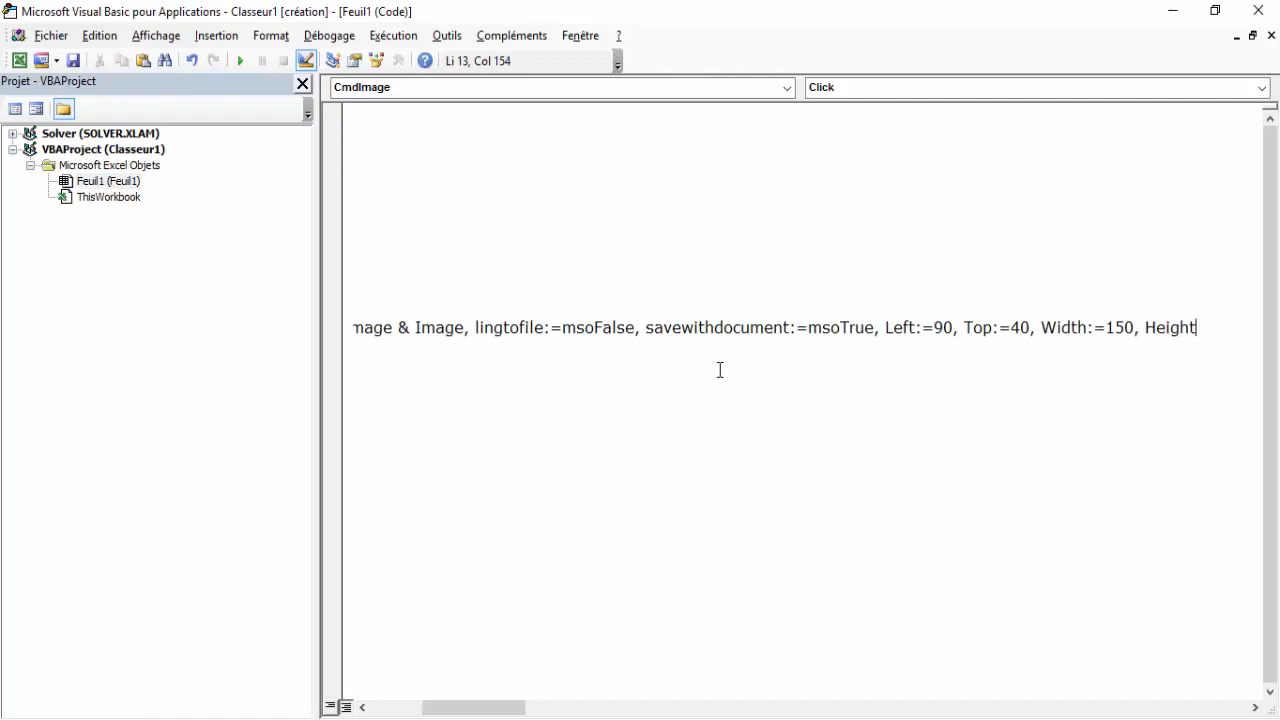 Microsoft Visual Basic pour Applications - Classeur1 [création] - [Feuil1 (Code)]
Fichier Edition Affichage Insertion Format Débogage Exécution Outils Compléments Fenêtre ?
Li 13, Col 154
Projet - VBAProject
CmdImage Click
Solver (SOLVER.XLAM)
VBAProject (Classeur1)
Microsoft Excel Objets
Feuil1 (Feuil1)
ThisWorkbook
mage & Image, lingtofile:=msoFalse, savewithdocument:=msoTrue, Left:=90, Top:=40, Width:=150, Height